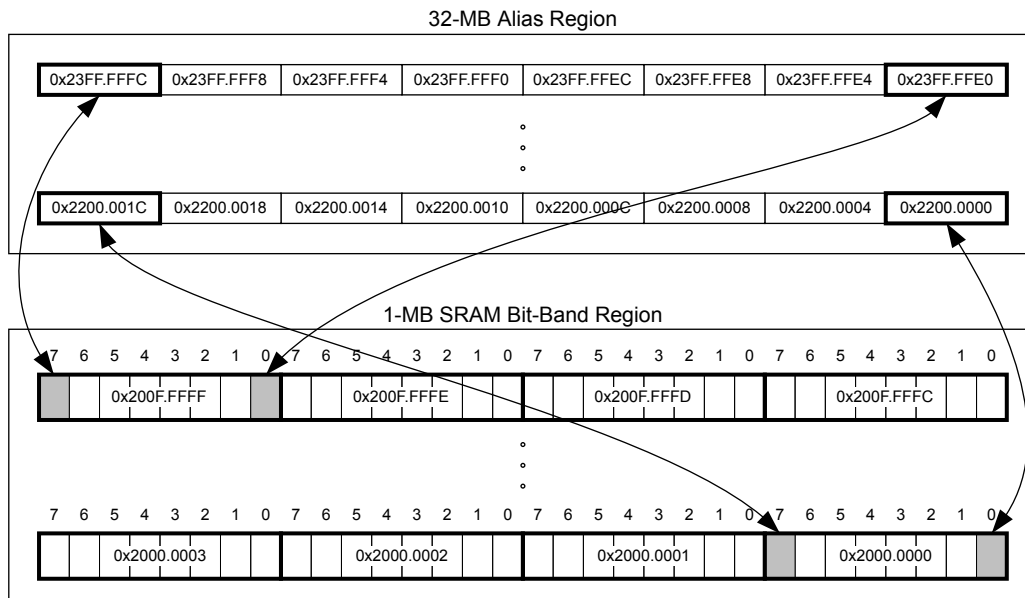 32-MB Alias Region
0x23FF.FFFC 0x23FF.FFF8 0x23FF.FFF4 0x23FF.FFF0 0x23FF.FFEC 0x23FF.FFE8 0x23FF.FFE4 0x23FF.FFE0
0x2200.001C 0x2200.0018 0x2200.0014 0x2200.0010 0x2200.000C 0x2200.0008 0x2200.0004 0x2200.0000
1-MB SRAM Bit-Band Region
7 6 5 4 3 2 1 0 7 6 5 4 3 2 1 0 7 6 5 4 3 2 1 0 7 6 5 4 3 2 1 0
0x200F.FFFF 0x200F.FFFE 0x200F.FFFD 0x200F.FFFC
7 6 5 4 3 2 1 0 7 6 5 4 3 2 1 0 7 6 5 4 3 2 1 0 7 6 5 4 3 2 1 0
0x2000.0003 0x2000.0002 0x2000.0001 0x2000.0000